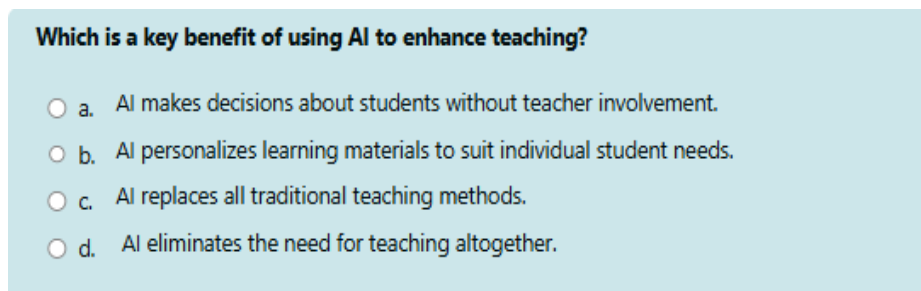 Which is a key benefit of using AI to enhance teaching?
a. AI makes decisions about students without teacher involvement.
b. AI personalizes learning materials to suit individual student needs.
c. AI replaces all traditional teaching methods.
d. AI eliminates the need for teaching altogether.